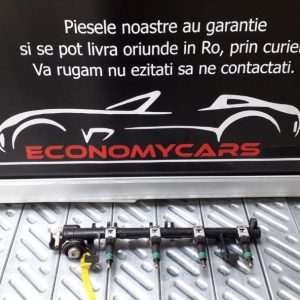 Piesele noastre au garantie
si se pot livra oriunde in Ro, prin curier
Va rugam nu ezitati sa ne contactati.
ECONOMYCARS